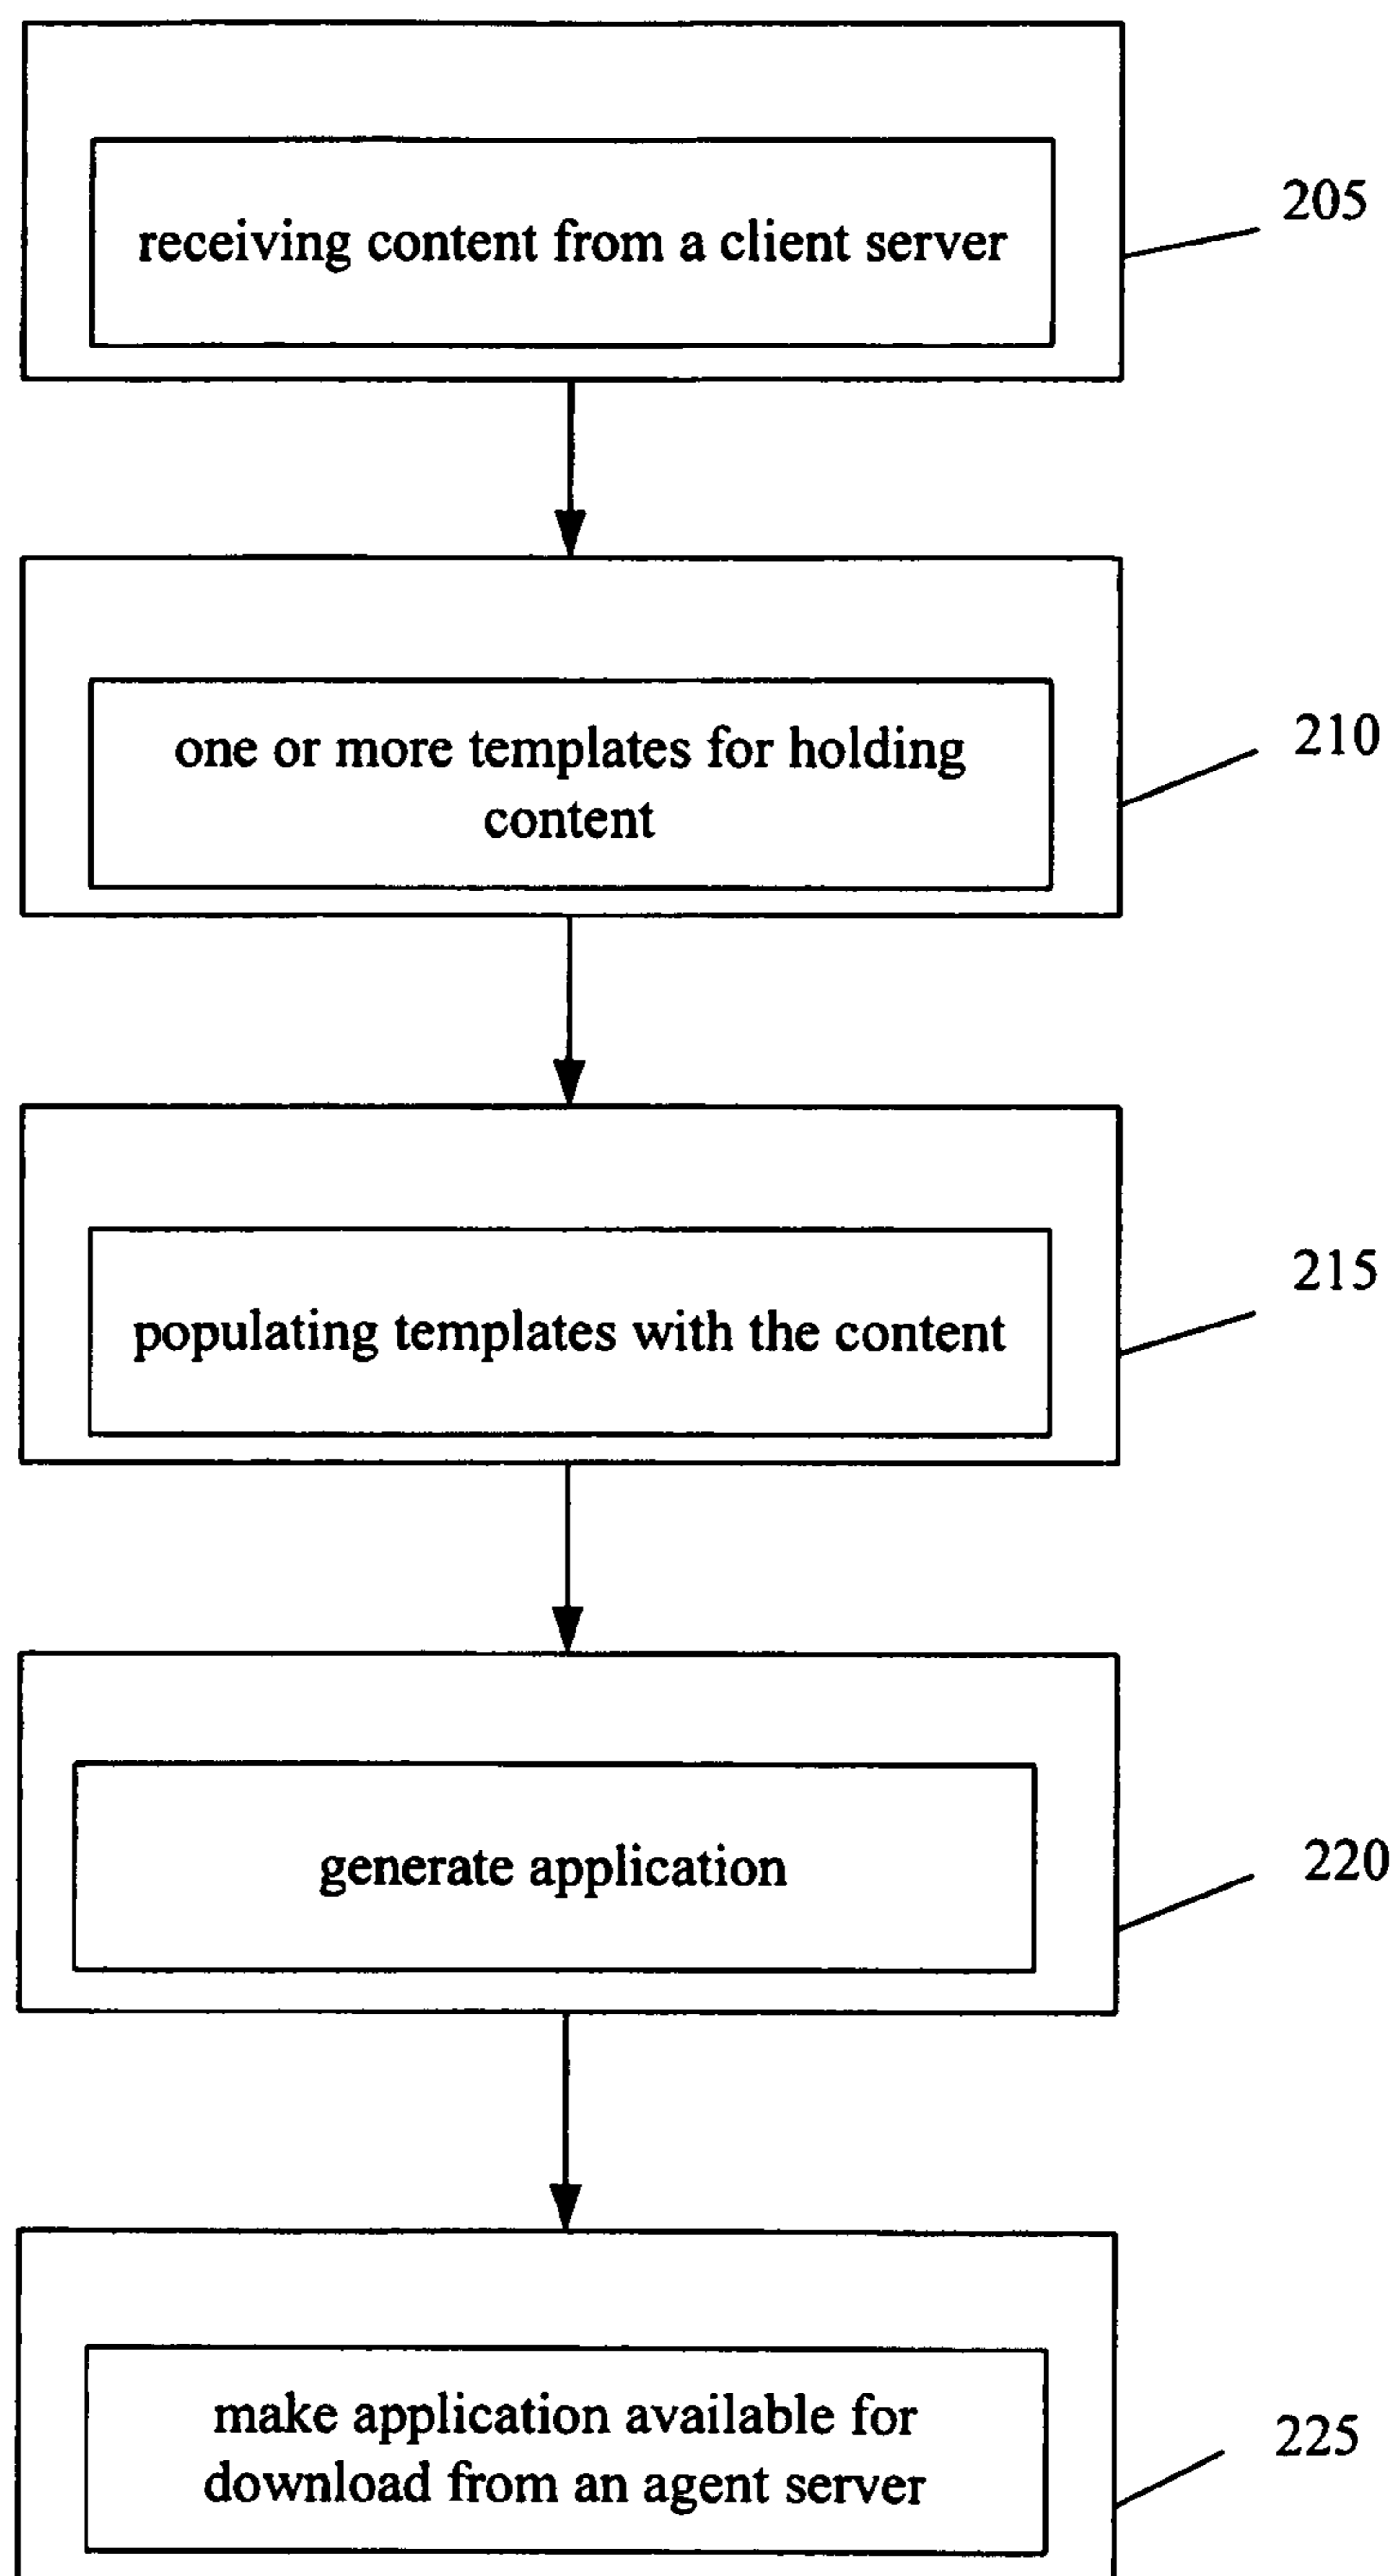 receiving content from a client server
205
one or more templates for holding
content
210
populating templates with the content
215
generate application
220
make application available for
download from an agent server
225